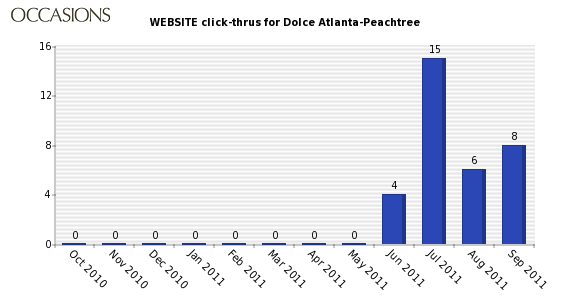 OCCASIONS
WEBSITE click-thrus for Dolce Atlanta-Peachtree
16
12
8
4
0
0 0 0 0 0 0 0 0 4 15 6 8
Oct 2010 Nov 2010 Dec 2010 Jan 2011 Feb 2011 Mar 2011 Apr 2011 May 2011 Jun 2011 Jul 2011 Aug 2011 Sep 2011